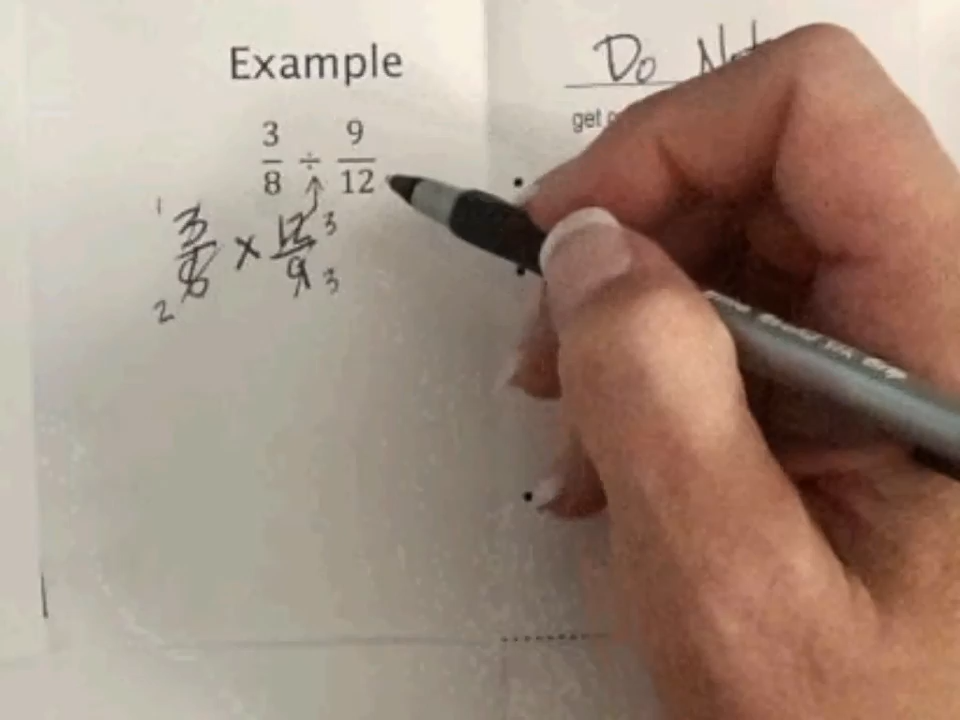 Example
Do
get
3/8 ÷ 9/12
1 3/8 × 12/9 3
2 3